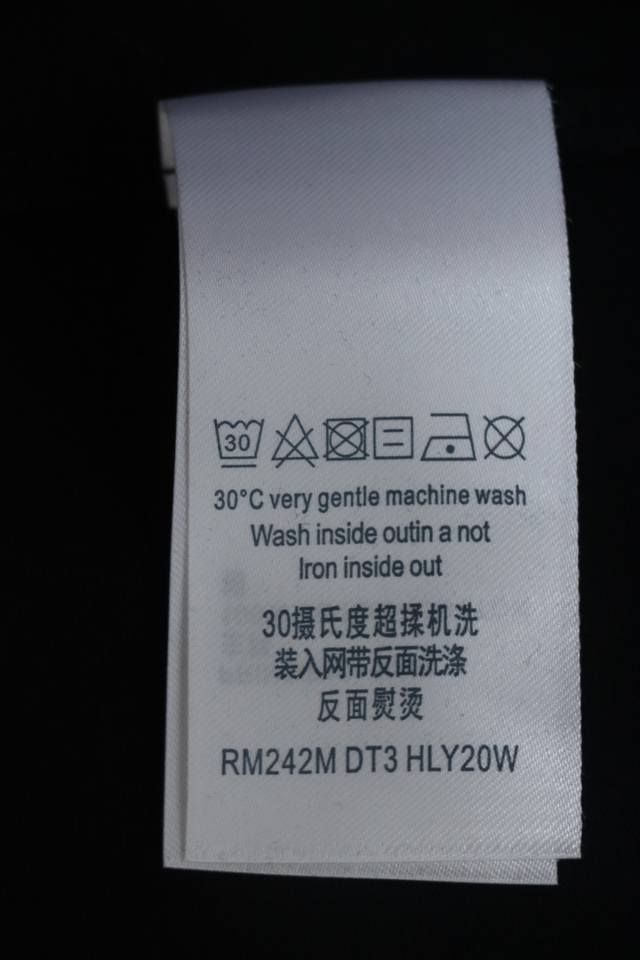 30
30°C very gentle machine wash
Wash inside outin a not
Iron inside out
30摄氏度超揉机洗
装入网带反面洗涤
反面熨烫
RM242M DT3 HLY20W